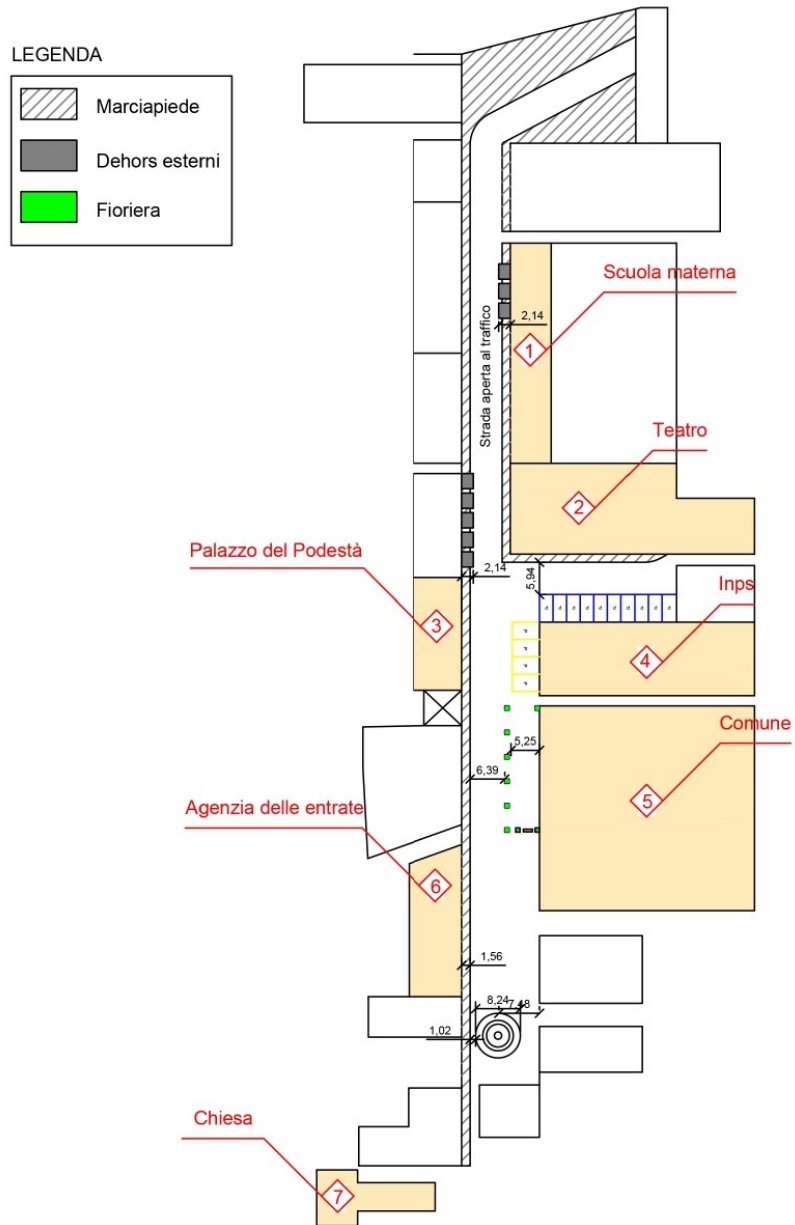 LEGENDA
Marciapiede
Dehors esterni
Fioriera
Scuola materna
2,14
1
Strada aperta al traffico
Teatro
2
Palazzo del Podestà
2,14
5,94
Inps
3
4
Comune
5,25
6,39
5
Agenzia delle entrate
6
1,56
8,24
7,48
1,02
Chiesa
7